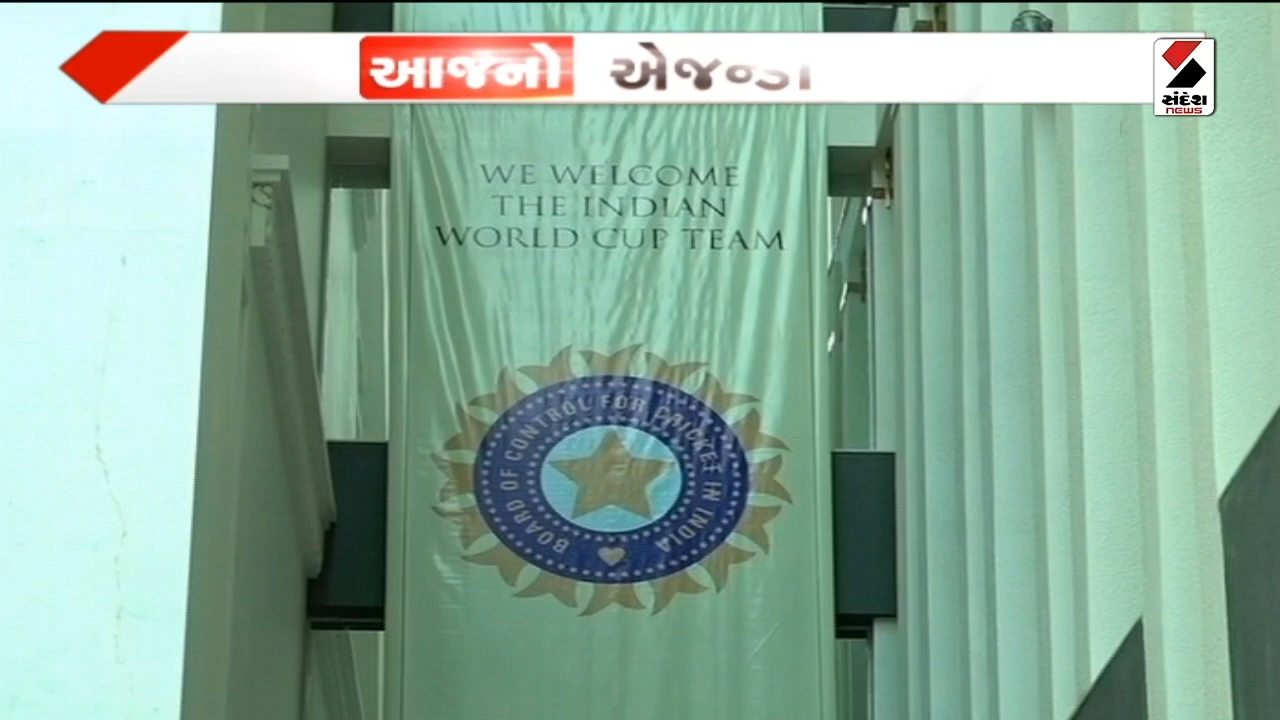 આજનો એજન્ડા
સંદેશ
NEWS
WE WELCOME
THE INDIAN
WORLD CUP TEAM
BOARD OF CONTROL FOR CRICKET IN INDIA